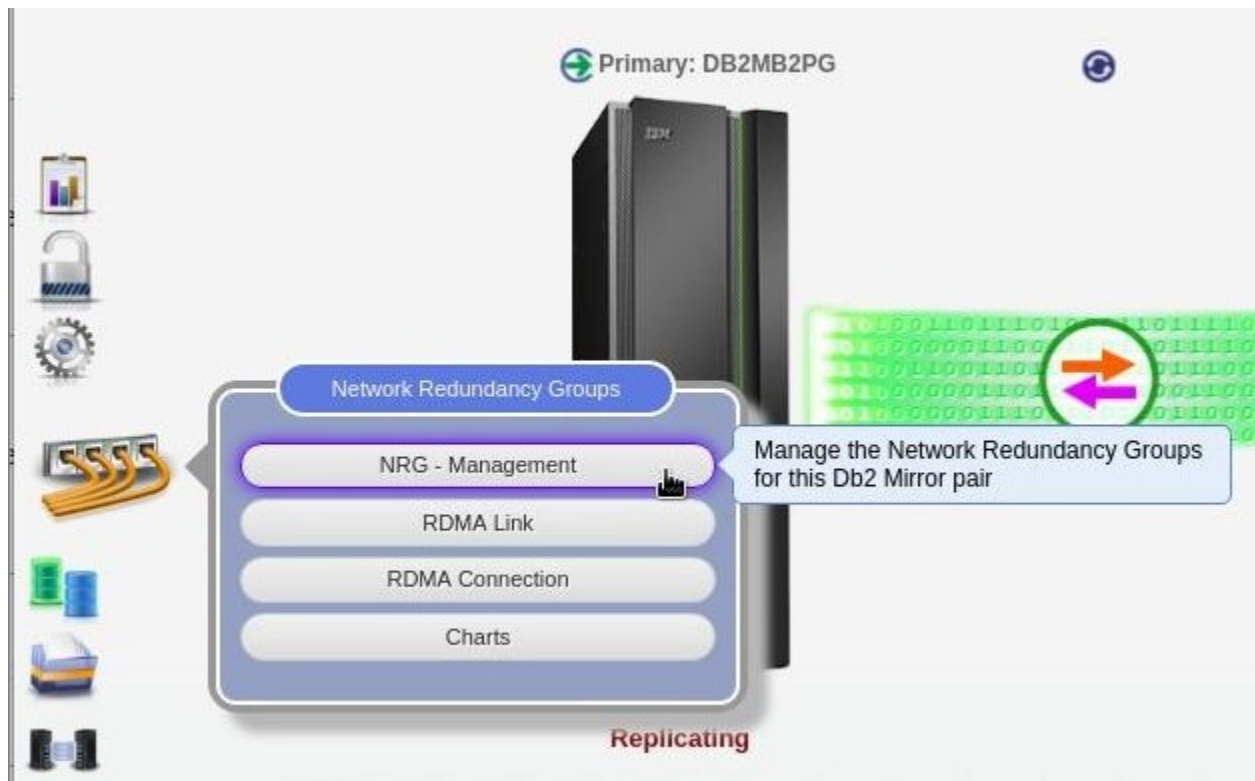 Primary: DB2MB2PG
IBM
Network Redundancy Groups
NRG - Management
Manage the Network Redundancy Groups
for this Db2 Mirror pair
RDMA Link
RDMA Connection
Charts
Replicating